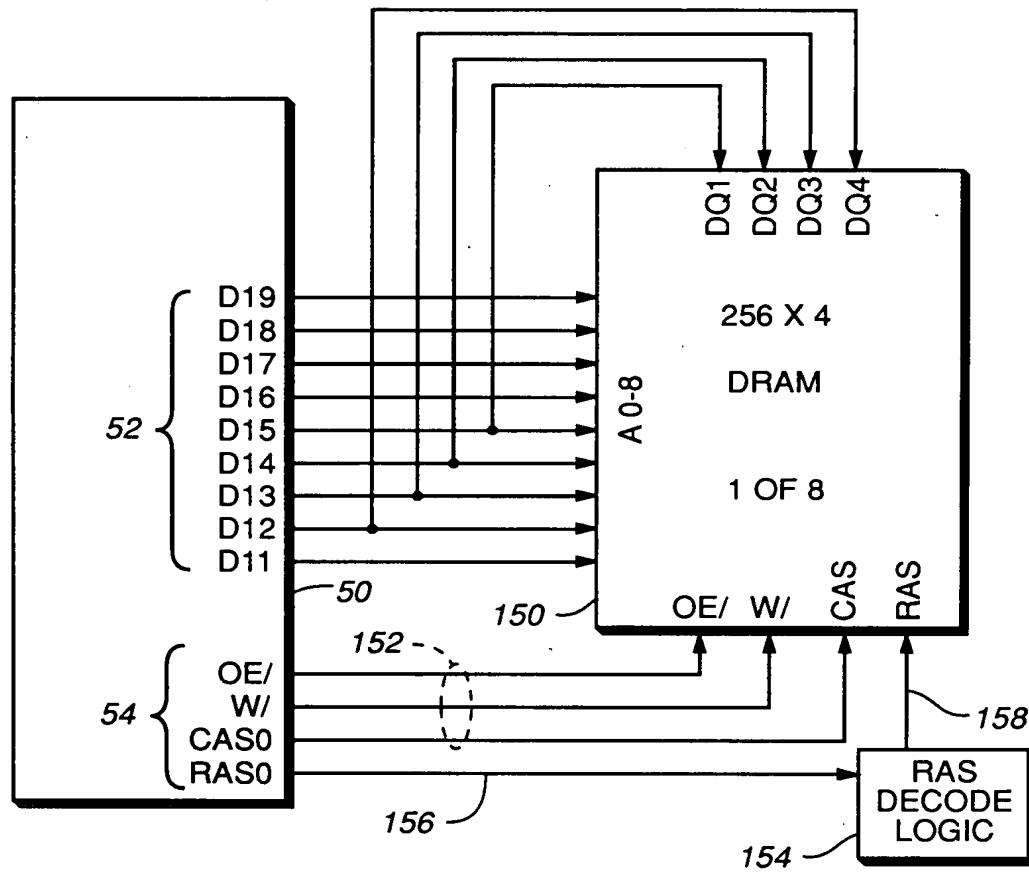 DQ1
DQ2
DQ3
DQ4
D19
D18
D17
D16
D15
D14
D13
D12
D11
52
A 0-8
256 X 4
DRAM
1 OF 8
50
150
OE/
W/
CAS
RAS
152
54
OE/
W/
CAS0
RAS0
158
156
RAS
DECODE
LOGIC
154